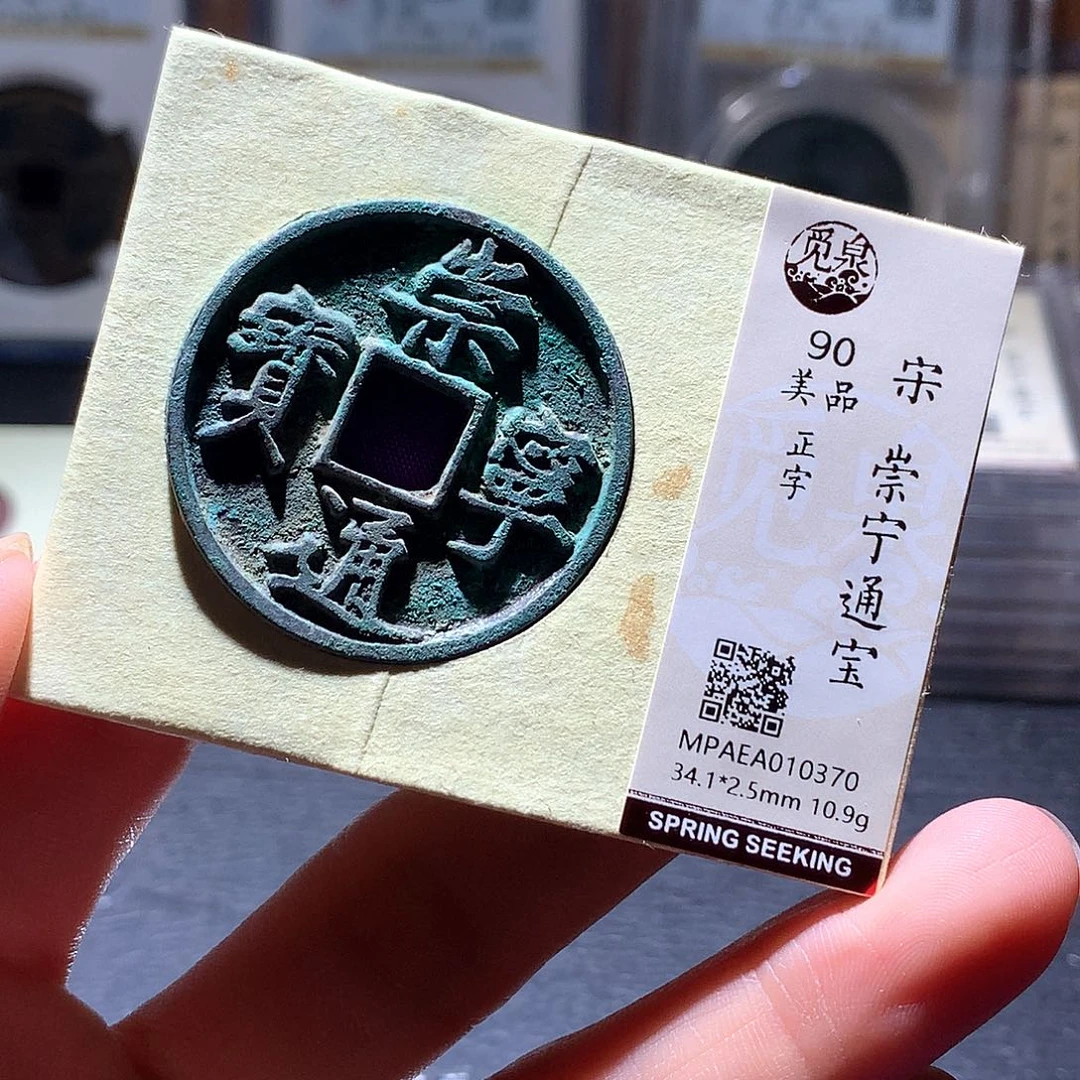 崇寧通寶
觅泉
90
美品
正字
宋 崇宁通宝
MPAEA010370
34.1*2.5mm 10.9g
SPRING SEEKING